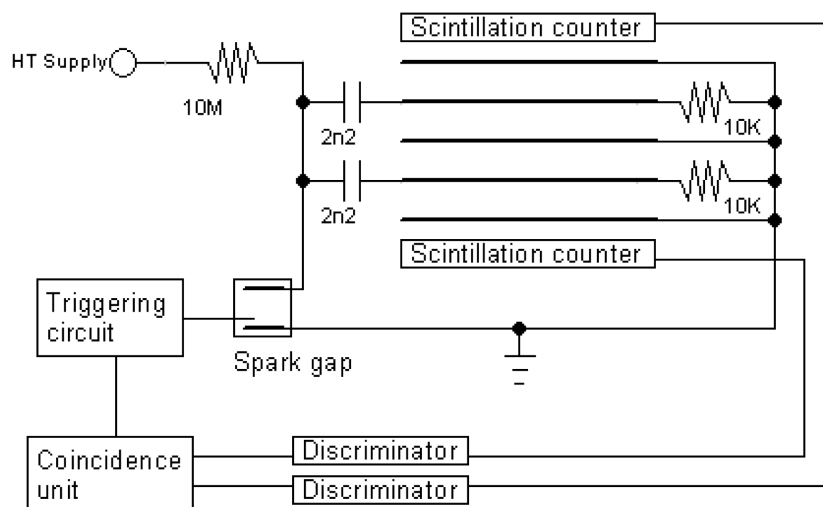 Scintillation counter
HT Supply
10M
2n2
10K
2n2
10K
Scintillation counter
Triggering
circuit
Spark gap
Coincidence
unit
Discriminator
Discriminator